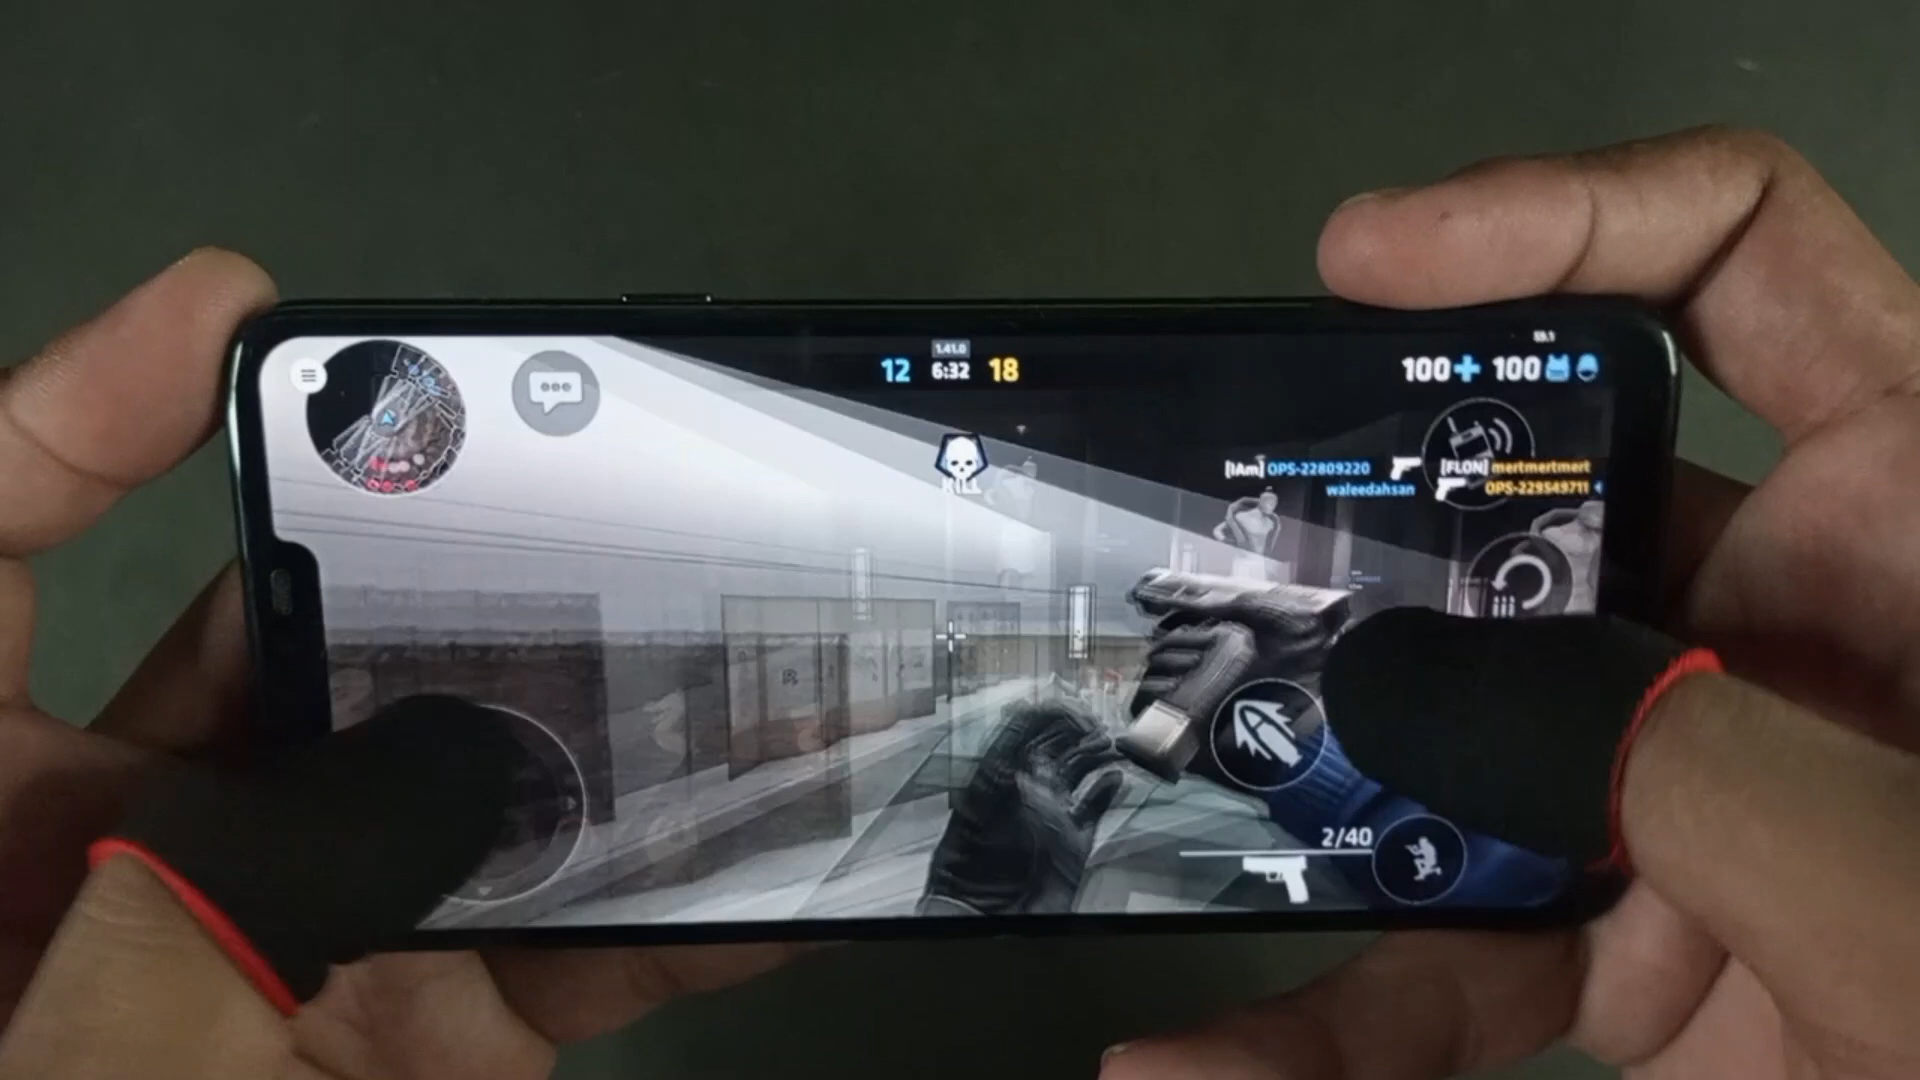 1.41.0
12 6:32 18
100 100
KILL
[IAm] OPS-22809220 [FLON] mertmertmert
waleedahsan OPS-229549711
2/40